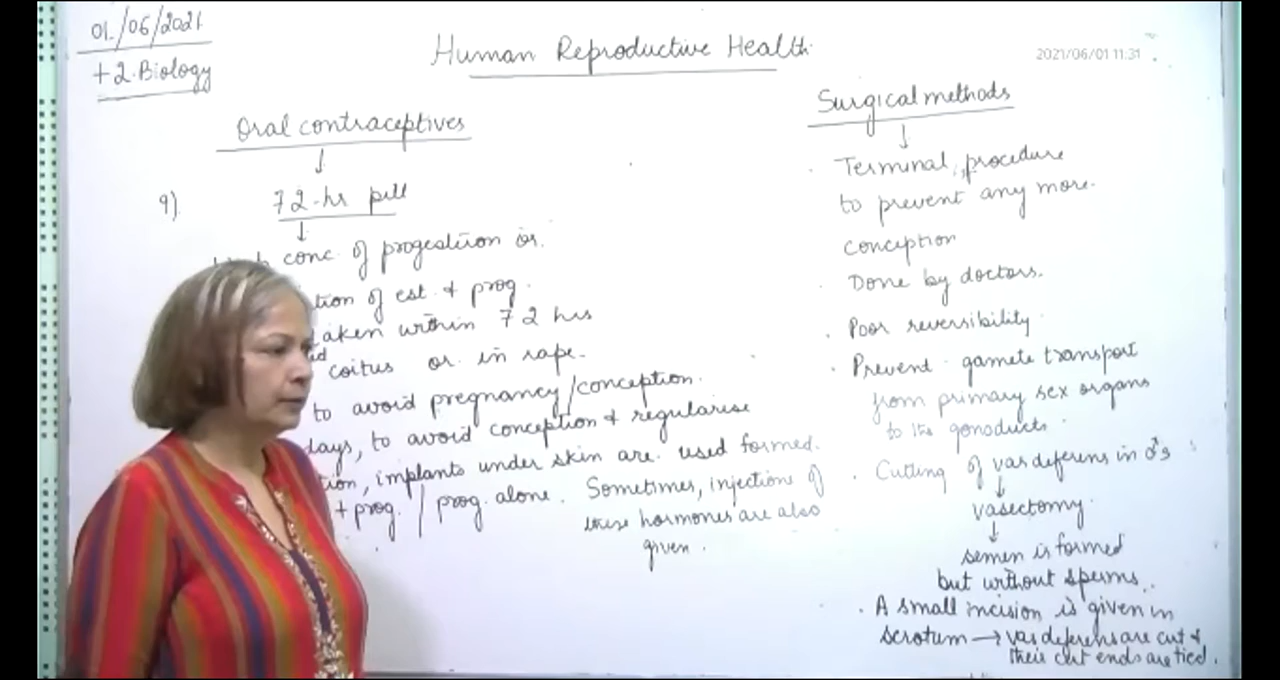 01/06/2021
+2 Biology
Human Reproductive Health
2021/06/01 11:31
Oral contraceptives
↓
9) 72-hr pill
↓
conc. of progestiron or
tion of est. + prog.
aken within 72 hrs
coitus or in rape.
to avoid pregnancy/conception.
days, to avoid conception & regularise
tion, implants under skin are used formed.
+ prog. / prog. alone. Sometimes, injections of
these hormones are also
given.
Surgical methods
↓
Terminal procedure
to prevent any more
conception
Done by doctors.
. Poor reversibility
. Prevent gamete transport
from primary sex organs
to its gonoducts.
. Cutting of vas deferens in ♂s
↓
vasectomy
↓
semen is formed
but without sperms.
. A small incision is given in
scrotum → vas deferens are cut &
their cut ends are tied.